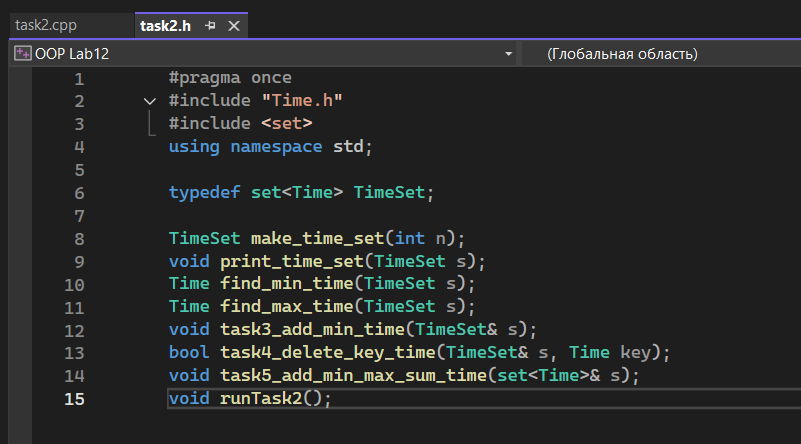 task2.cpp task2.h
OOP Lab12 (Глобальная область)
1 #pragma once
2 #include "Time.h"
3 #include <set>
4 using namespace std;
5
6 typedef set<Time> TimeSet;
7
8 TimeSet make_time_set(int n);
9 void print_time_set(TimeSet s);
10 Time find_min_time(TimeSet s);
11 Time find_max_time(TimeSet s);
12 void task3_add_min_time(TimeSet& s);
13 bool task4_delete_key_time(TimeSet& s, Time key);
14 void task5_add_min_max_sum_time(set<Time>& s);
15 void runTask2();